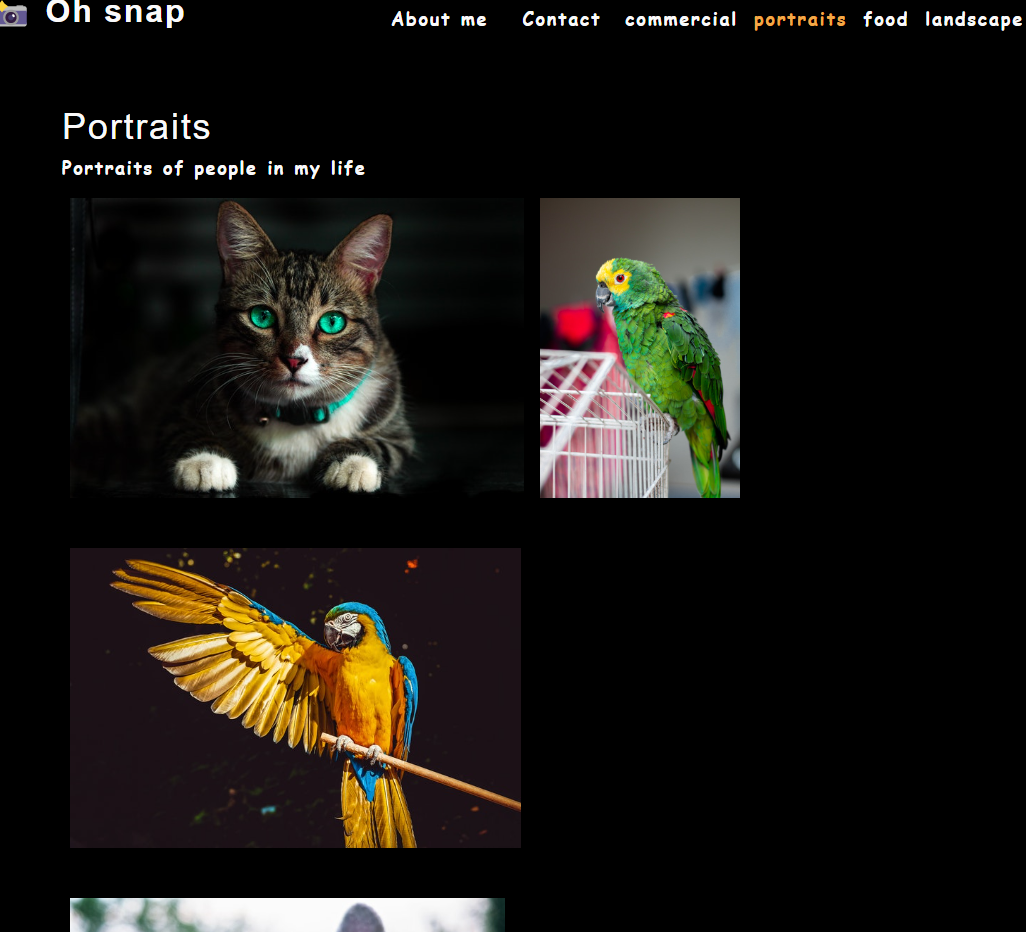 Oh snap
About me Contact commercial portraits food landscape
Portraits
Portraits of people in my life